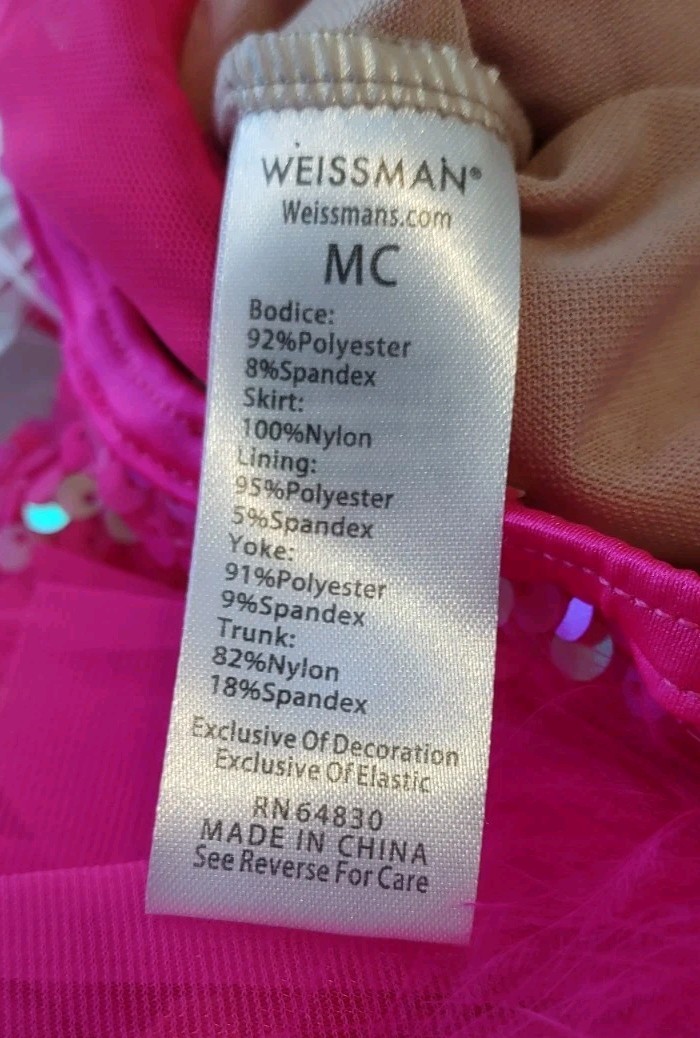 WEISSMAN®
Weissmans.com
MC
Bodice:
92%Polyester
8%Spandex
Skirt:
100%Nylon
Lining:
95%Polyester
5%Spandex
Yoke:
91%Polyester
9%Spandex
Trunk:
82%Nylon
18%Spandex
Exclusive Of Decoration
Exclusive Of Elastic
RN64830
MADE IN CHINA
See Reverse For Care